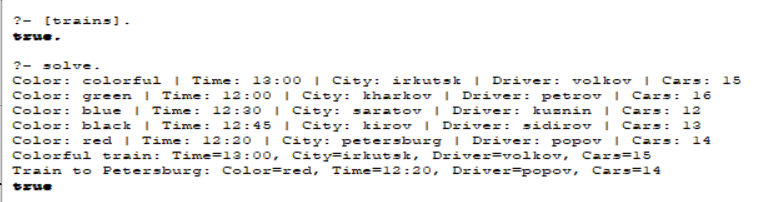 ?- [trains].
true.
?- solve.
Color: colorful | Time: 13:00 | City: irkutsk | Driver: volkov | Cars: 15
Color: green | Time: 12:00 | City: kharkov | Driver: petrov | Cars: 16
Color: blue | Time: 12:30 | City: saratov | Driver: kusnin | Cars: 12
Color: black | Time: 12:45 | City: kirov | Driver: sidirov | Cars: 13
Color: red | Time: 12:20 | City: petersburg | Driver: popov | Cars: 14
Colorful train: Time=13:00, City=irkutsk, Driver=volkov, Cars=15
Train to Petersburg: Color=red, Time=12:20, Driver=popov, Cars=14
true